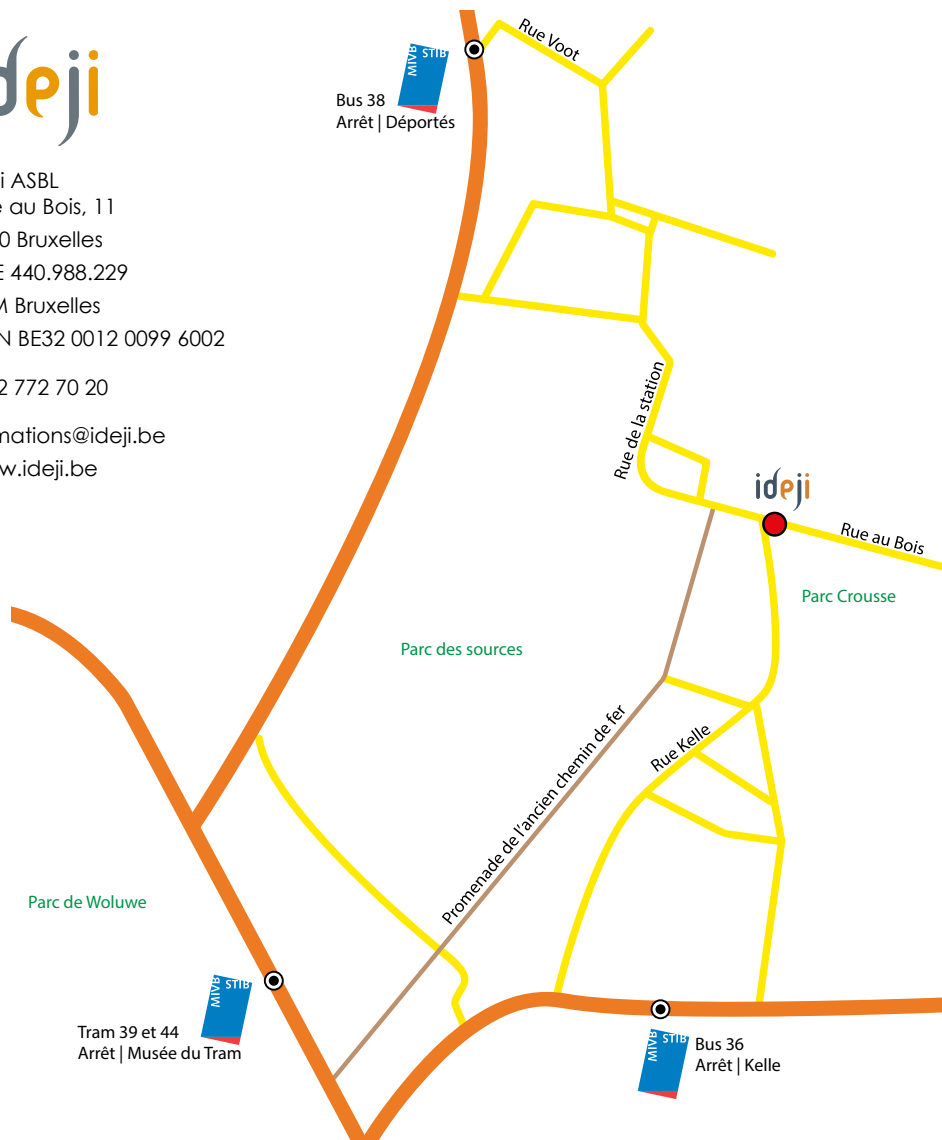 deji
i ASBL
e au Bois, 11
0 Bruxelles
E 440.988.229
M Bruxelles
N BE32 0012 0099 6002
2 772 70 20
mations@ideji.be
w.ideji.be
MIVB STIB
Bus 38
Arrêt | Déportés
Rue Voot
Rue de la station
ideji
Rue au Bois
Parc Crousse
Parc des sources
Rue Kelle
Promenade de l'ancien chemin de fer
Parc de Woluwe
MIVB STIB
Tram 39 et 44
Arrêt | Musée du Tram
MIVB STIB
Bus 36
Arrêt | Kelle